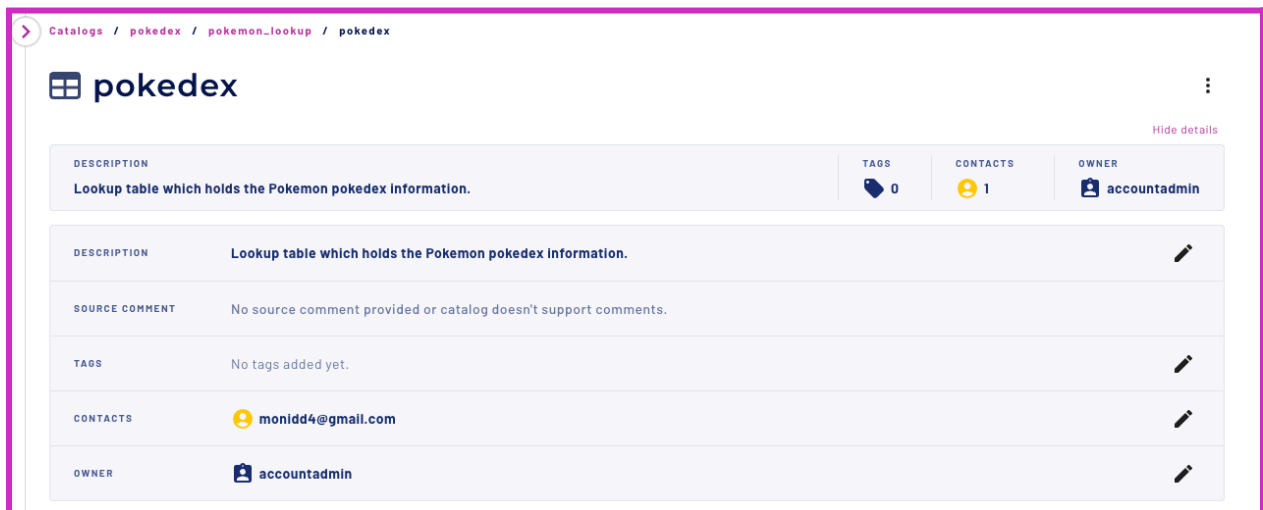 Catalogs / pokedex / pokemon_lookup / pokedex
pokedex
Hide details
DESCRIPTION
Lookup table which holds the Pokemon pokedex information.
TAGS
0
CONTACTS
1
OWNER
accountadmin
DESCRIPTION
Lookup table which holds the Pokemon pokedex information.
SOURCE COMMENT
No source comment provided or catalog doesn't support comments.
TAGS
No tags added yet.
CONTACTS
monidd4@gmail.com
OWNER
accountadmin